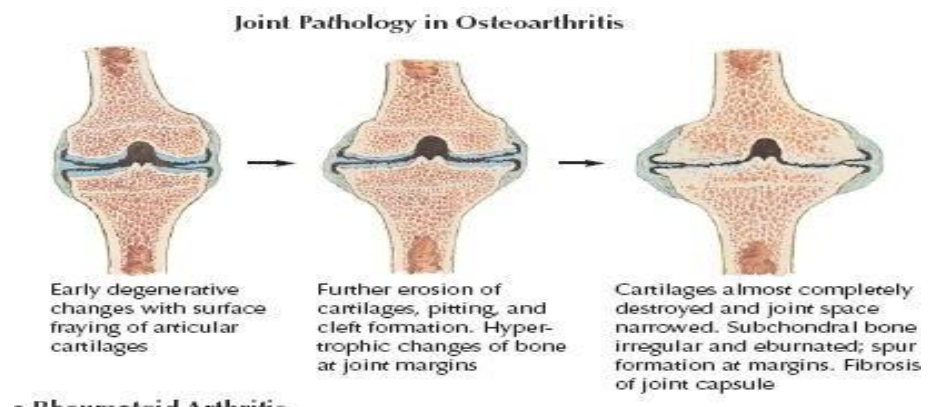 Joint Pathology in Osteoarthritis
Early degenerative
changes with surface
fraying of articular
cartilages
Further erosion of
cartilages, pitting, and
cleft formation. Hyper-
trophic changes of bone
at joint margins
Cartilages almost completely
destroyed and joint space
narrowed. Subchondral bone
irregular and eburnated; spur
formation at margins. Fibrosis
of joint capsule
Rheumatoid Arthritis